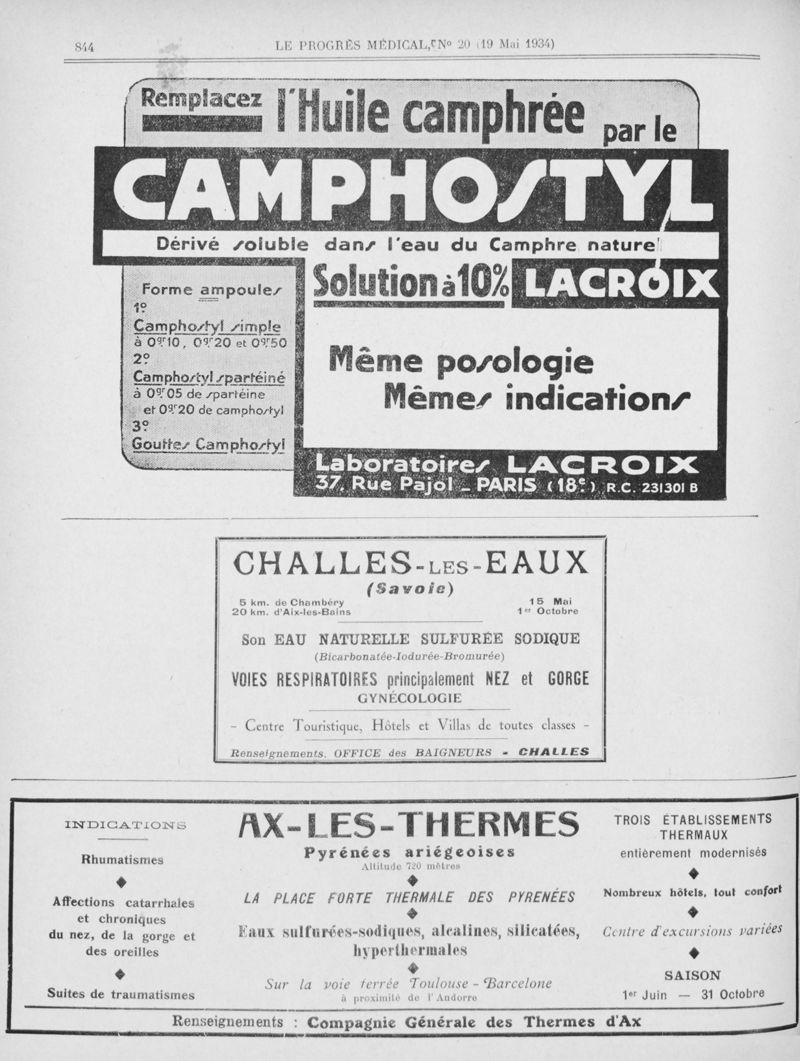 844
LE PROGRÈS MÉDICAL, N° 20 (19 Mai 1934)
Remplacez l'Huile camphrée par le
CAMPHOSTYL
Dérivé soluble dans l'eau du Camphre naturel
Forme ampoules
1º
Camphostyl simple
à 0gr10, 0gr20 et 0gr50
2º
Camphostyl spartéiné
à 0gr05 de spartéine
et 0gr20 de camphostyl
3º
Gouttes Camphostyl
Solution à 10% LACROIX
Même posologie
Mêmes indications
Laboratoires LACROIX
37, Rue Pajol - PARIS (18e) R.C. 231301 B
CHALLES-LES-EAUX
(Savoie)
5 km. de Chambéry
20 km. d'Aix-les-Bains
15 Mai
1er Octobre
Son EAU NATURELLE SULFURÉE SODIQUE
(Bicarbonatée-Iodurée-Bromurée)
VOIES RESPIRATOIRES principalement NEZ et GORGE
GYNÉCOLOGIE
- Centre Touristique, Hôtels et Villas de toutes classes -
Renseignements, OFFICE des BAIGNEURS - CHALLES
INDICATIONS
Rhumatismes
Affections catarrhales
et chroniques
du nez, de la gorge et
des oreilles
Suites de traumatismes
AX-LES-THERMES
Pyrénées ariégeoises
Altitude 720 mètres
LA PLACE FORTE THERMALE DES PYRENÉES
Eaux sulfurées-sodiques, alcalines, silicatées,
hyperthermales
Sur la voie ferrée Toulouse - Barcelone
à proximité de l'Andorre
TROIS ÉTABLISSEMENTS
THERMAUX
entièrement modernisés
Nombreux hôtels, tout confort
Centre d'excursions variées
SAISON
1er Juin — 31 Octobre
Renseignements : Compagnie Générale des Thermes d'Ax